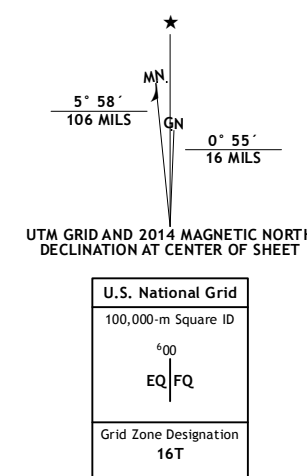 ★
MN
GN
5° 58´
106 MILS
0° 55´
16 MILS
UTM GRID AND 2014 MAGNETIC NORTH
DECLINATION AT CENTER OF SHEET
U.S. National Grid
100,000-m Square ID
⁶00
EQ FQ
Grid Zone Designation
16T